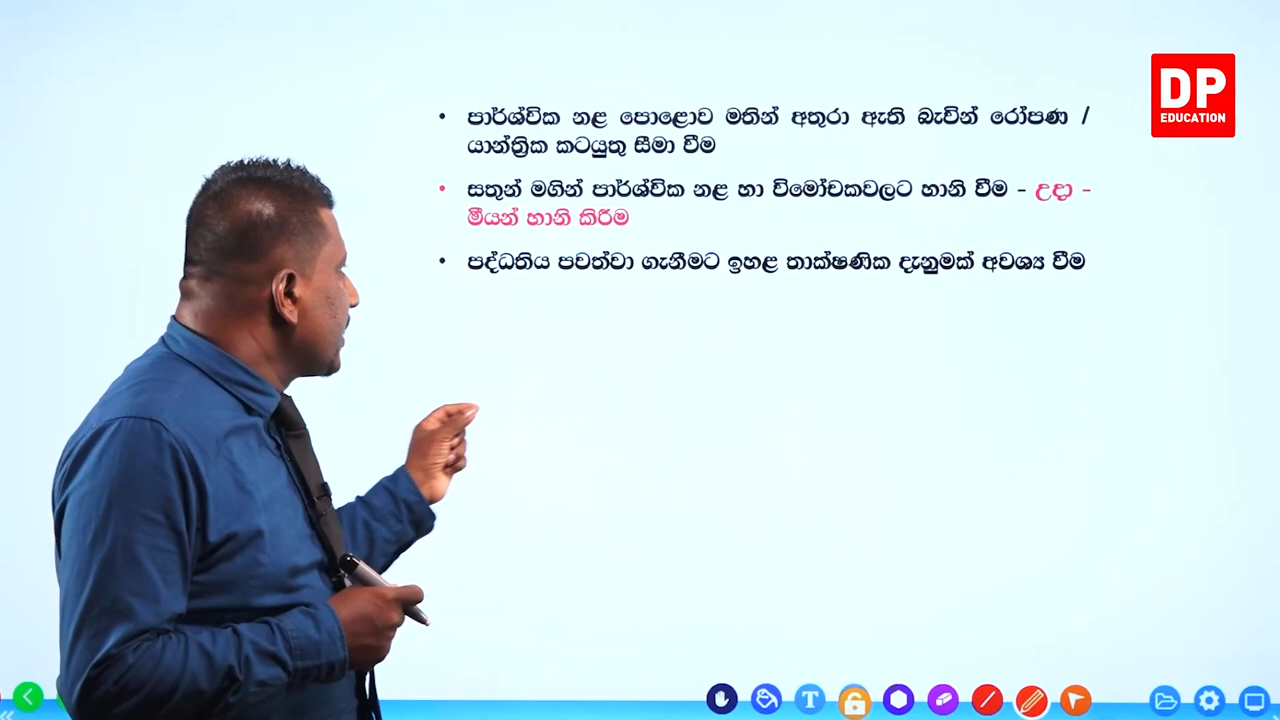 DP
EDUCATION
• පාර්ශ්වික නළ පොළොව මතින් අතුරා ඇති බැවින් රෝපණ /
යාන්ත්‍රික කටයුතු සීමා වීම
• සතුන් මගින් පාර්ශ්වික නළ හා විමෝචකවලට හානි වීම - උදා -
මීයන් හානි කිරීම
• පද්ධතිය පවත්වා ගැනීමට ඉහළ තාක්ෂණික දැනුමක් අවශ්‍ය වීම
T